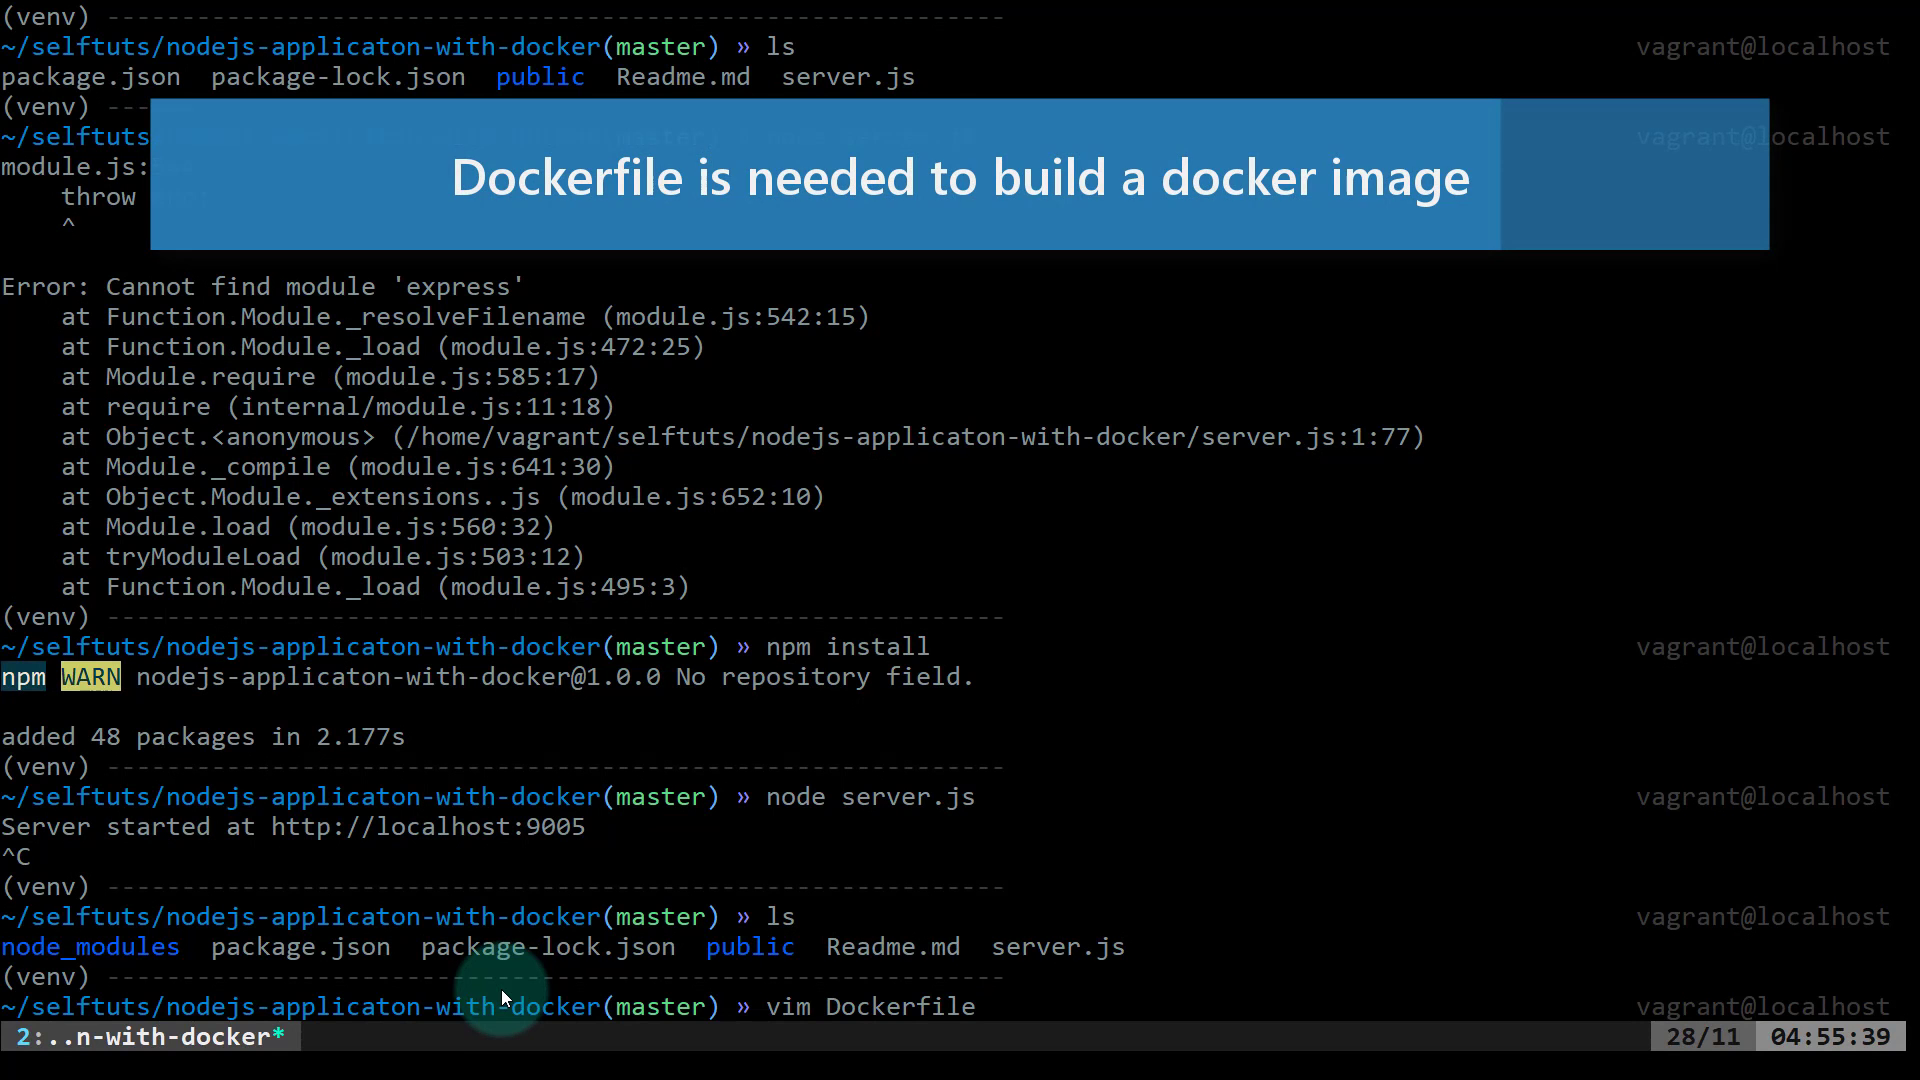 (venv) ------------------------------------------------------------
~/selftuts/nodejs-applicaton-with-docker(master) » ls vagrant@localhost
package.json package-lock.json public Readme.md server.js
(venv) ---
~/selftuts vagrant@localhost
module.js:
throw
^
Dockerfile is needed to build a docker image
Error: Cannot find module 'express'
at Function.Module._resolveFilename (module.js:542:15)
at Function.Module._load (module.js:472:25)
at Module.require (module.js:585:17)
at require (internal/module.js:11:18)
at Object.<anonymous> (/home/vagrant/selftuts/nodejs-applicaton-with-docker/server.js:1:77)
at Module._compile (module.js:641:30)
at Object.Module._extensions..js (module.js:652:10)
at Module.load (module.js:560:32)
at tryModuleLoad (module.js:503:12)
at Function.Module._load (module.js:495:3)
(venv) ------------------------------------------------------------
~/selftuts/nodejs-applicaton-with-docker(master) » npm install vagrant@localhost
npm WARN nodejs-applicaton-with-docker@1.0.0 No repository field.
added 48 packages in 2.177s
(venv) ------------------------------------------------------------
~/selftuts/nodejs-applicaton-with-docker(master) » node server.js vagrant@localhost
Server started at http://localhost:9005
^C
(venv) ------------------------------------------------------------
~/selftuts/nodejs-applicaton-with-docker(master) » ls vagrant@localhost
node_modules package.json package-lock.json public Readme.md server.js
(venv) ------------------------------------------------------------
~/selftuts/nodejs-applicaton-with-docker(master) » vim Dockerfile vagrant@localhost
2:..n-with-docker* 28/11 04:55:39